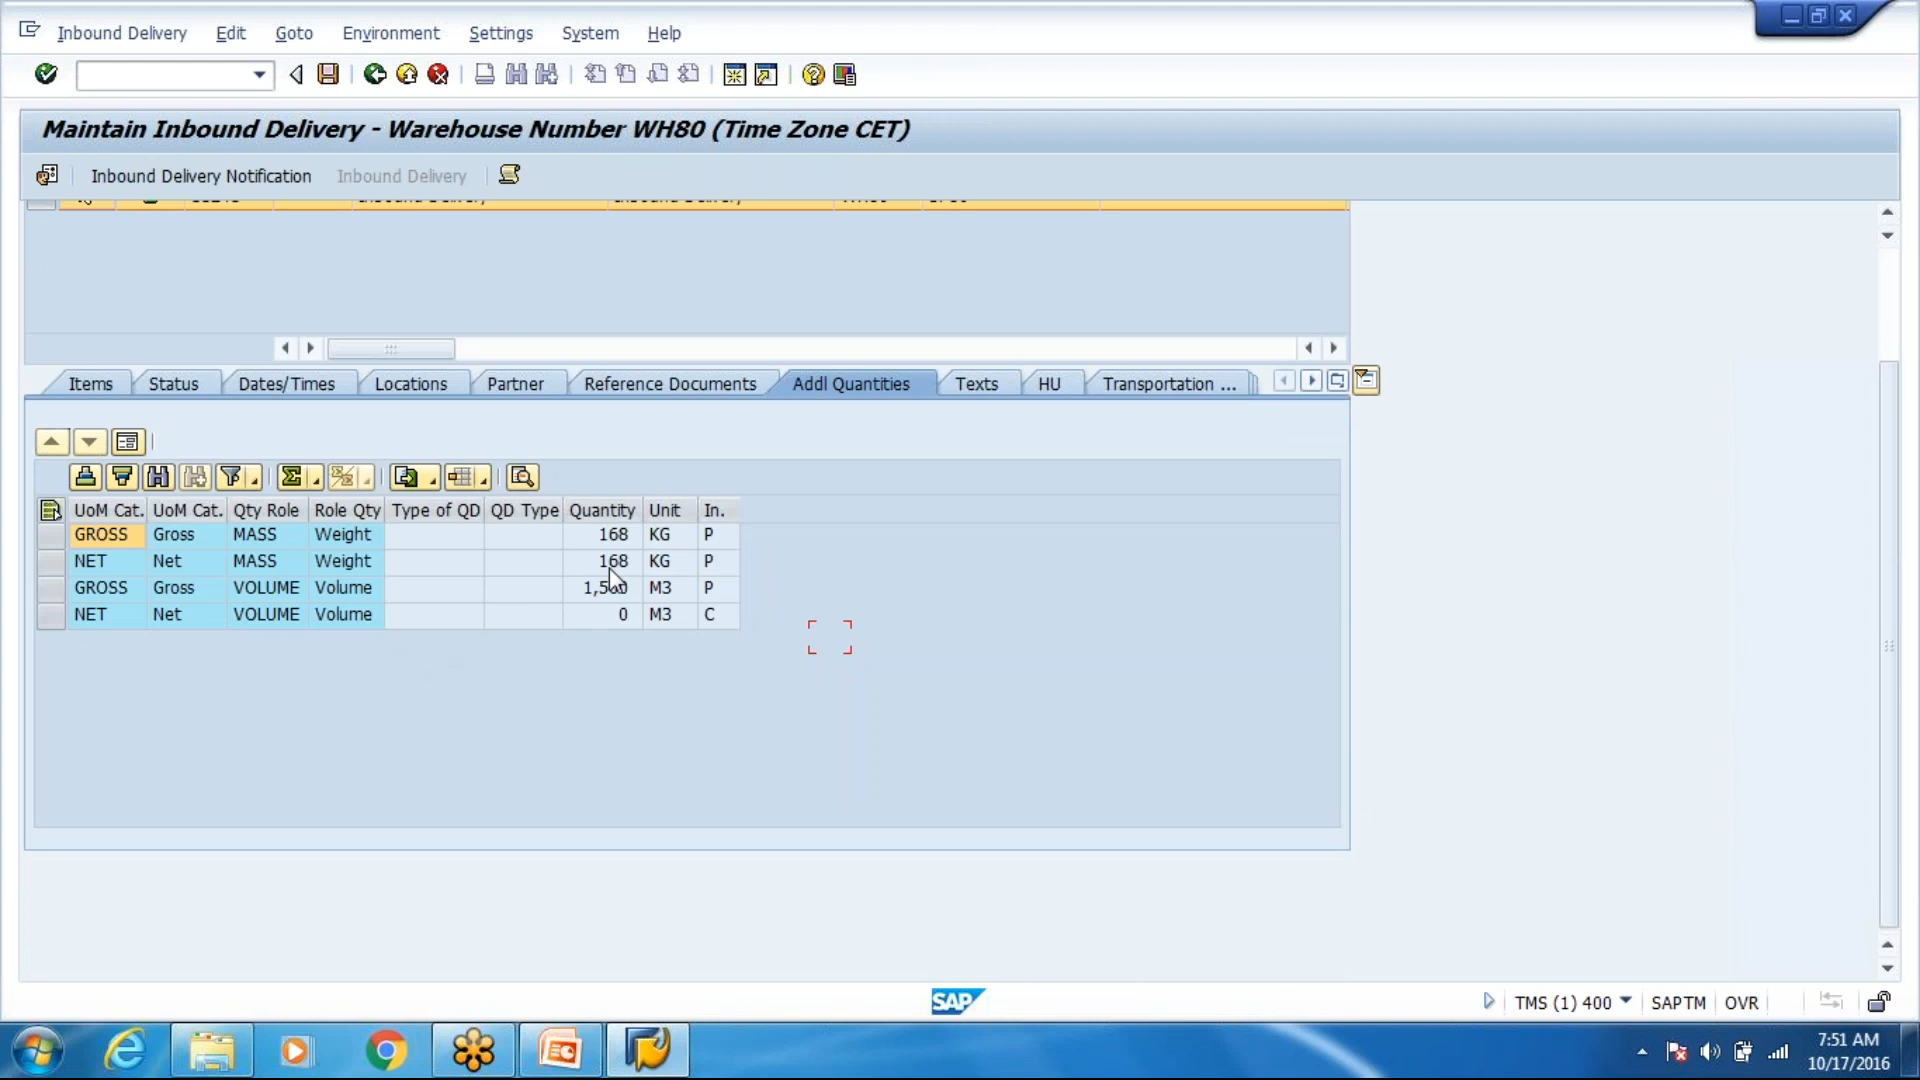 Inbound Delivery Edit Goto Environment Settings System Help
Maintain Inbound Delivery - Warehouse Number WH80 (Time Zone CET)
Inbound Delivery Notification Inbound Delivery
Items Status Dates/Times Locations Partner Reference Documents Addl Quantities Texts HU Transportation ...
UoM Cat. UoM Cat. Qty Role Role Qty Type of QD QD Type Quantity Unit In.
GROSS Gross MASS Weight 168 KG P
NET Net MASS Weight 168 KG P
GROSS Gross VOLUME Volume M3 P
NET Net VOLUME Volume 0 M3 C
SAP
TMS (1) 400 SAPTM OVR
7:51 AM
10/17/2016